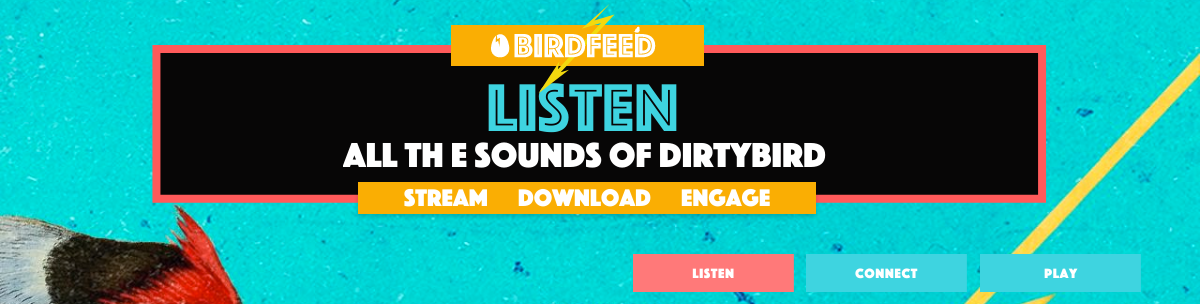 BIRDFEED
LISTEN
ALL TH E SOUNDS OF DIRTYBIRD
STREAM DOWNLOAD ENGAGE
LISTEN CONNECT PLAY